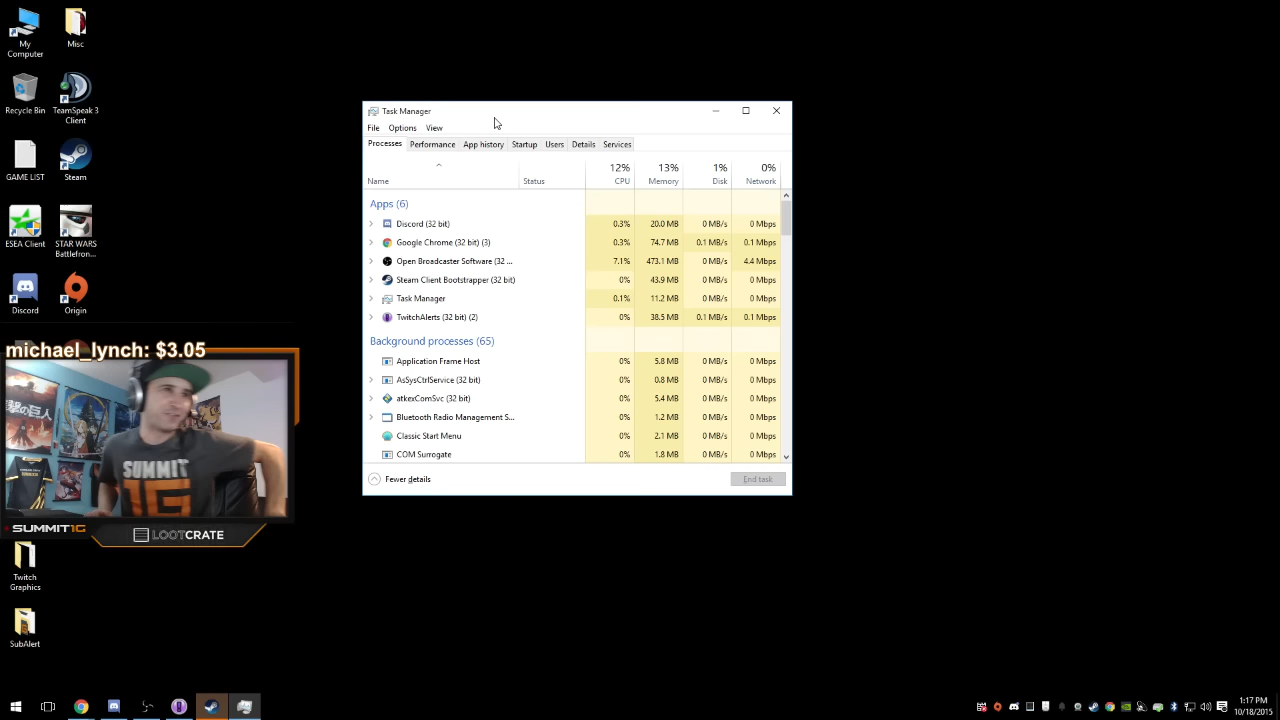 My Computer
Misc
Recycle Bin
TeamSpeak 3 Client
GAME LIST
Steam
ESEA Client
STAR WARS Battlefron...
Discord
Origin
michael_lynch: $3.05
SUMMIT
1G
SUMMIT1G
LOOTCRATE
Twitch Graphics
SubAlert
Task Manager
File Options View
Processes Performance App history Startup Users Details Services
12% 13% 1% 0%
Name Status CPU Memory Disk Network
Apps (6)
Discord (32 bit) 0.3% 20.0 MB 0 MB/s 0 Mbps
Google Chrome (32 bit) (3) 0.3% 74.7 MB 0.1 MB/s 0.1 Mbps
Open Broadcaster Software (32 ... 7.1% 473.1 MB 0 MB/s 4.4 Mbps
Steam Client Bootstrapper (32 bit) 0% 43.9 MB 0 MB/s 0 Mbps
Task Manager 0.1% 11.2 MB 0 MB/s 0 Mbps
TwitchAlerts (32 bit) (2) 0% 38.5 MB 0.1 MB/s 0.1 Mbps
Background processes (65)
Application Frame Host 0% 5.8 MB 0 MB/s 0 Mbps
AsSysCtrlService (32 bit) 0% 0.8 MB 0 MB/s 0 Mbps
atkexComSvc (32 bit) 0% 5.4 MB 0 MB/s 0 Mbps
Bluetooth Radio Management S... 0% 1.2 MB 0 MB/s 0 Mbps
Classic Start Menu 0% 2.1 MB 0 MB/s 0 Mbps
COM Surrogate 0% 1.8 MB 0 MB/s 0 Mbps
Fewer details
End task
1:17 PM
10/18/2015